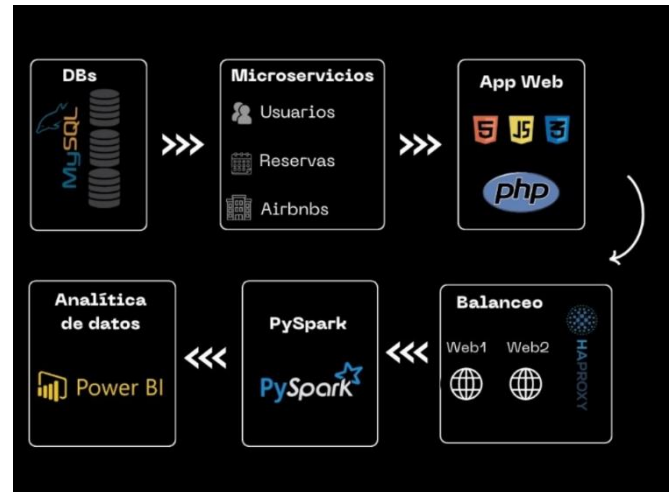 DBs
MySQL
Microservicios
Usuarios
Reservas
Airbnbs
App Web
5 JS 3
php
Balanceo
Web1 Web2
HAPROXY
PySpark
PySpark
Analítica
de datos
Power BI